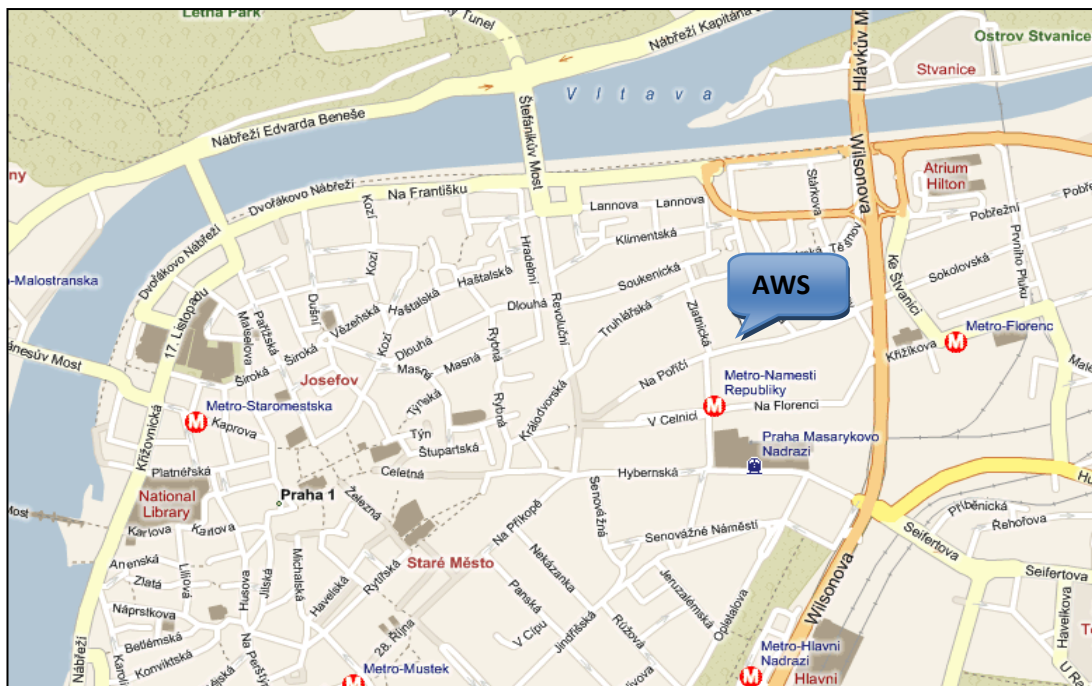 Letna Park
Tunel
Nábřeží Kapitána
Hlávkův M
Ostrov Stvanice
Stvanice
Vltava
Štefánikův Most
Nábřeží Edvarda Beneše
Wilsonova
Atrium
Hilton
Na Františku
Dvořákovo Nábřeží
Kozí
Lannova
Lannova
Stárkova
Pobřežní
Pobře
Klimentská
Těšnov
Prvního Pluku
Dvořákovo Nábřeží
Hradební
Kozí
Haštalská
Soukenická
Ke Štvanici
Sokolovská
o-Malostranska
17. Listopadu
Pařížská
Maiselova
Dušní
Vězeňská
Haštalská
Dlouhá
Revoluční
Truhlářská
Zlatnická
AWS
Metro-Florenc
Křižíkova
Široká
Široká
Kozí
Dlouhá
Masná
Masná
Rybná
Josefov
ánesův Most
Na Poříčí
Metro-Namesti
Republiky
Na Florenci
V Celnici
Metro-Staromestska
Kaprova
Týnská
Rybná
Králodvorská
Týn
Štupartská
Křižovnická
Platnéřská
Celetná
Hybernská
Praha Masarykovo
Nadrazi
National
Library
Praha 1
Železná
Senovážná
Most
Karlova
Karlova
Na Příkopě
Senovážné Náměstí
Příběnická
Řehořova
Seifertova
Seifertova
Anenská
Zlatá
Liliová
Husova
Jilská
Michalská
Havelská
Rytířská
Staré Město
Nekázanka
Jeruzalémská
Opletalova
Wilsonova
Náprstkova
Betlémská
Konviktská
Na Perštýn
28. Října
Panská
V Cípu
Jindřišská
Růžová
Havelkova
Nábřeží
Metro-Mustek
Metro-Hlavni
Nadrazi
Hlavni